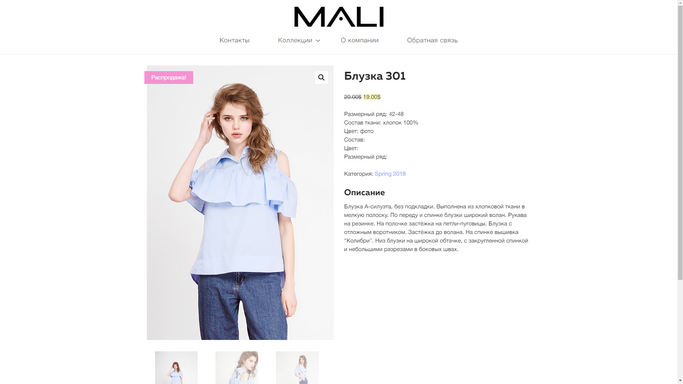 MALI
Контакты
Коллекции
О компании
Обратная связь
Распродажа!
Блузка 301
20.00$ 19.00$
Размерный ряд: 42-48
Состав ткани: хлопок 100%
Цвет: фото
Состав:
Цвет:
Размерный ряд:
Категория: Spring 2018
Описание
Блузка А-силуэта, без подкладки. Выполнена из хлопковой ткани в
мелкую полоску. По переду и спинке блузки широкий волан. Рукава
на резинке. На полочке застёжка на петли-пуговицы. Блузка с
отложным воротником. Застёжка до волана. На спинке вышивка
"Колибри". Низ блузки на широкой обтачке, с закругленной спинкой
и небольшими разрезами в боковых швах.